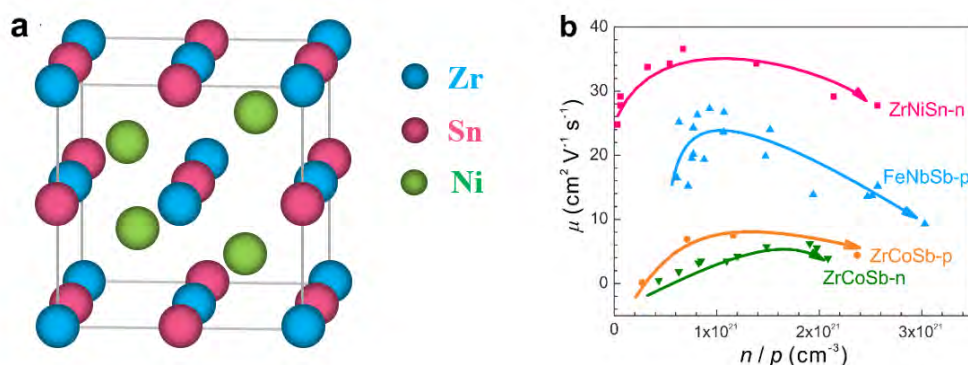 a
Zr
Sn
Ni
b
μ (cm² V⁻¹ s⁻¹)
40
30
20
10
0
ZrNiSn-n
FeNbSb-p
ZrCoSb-p
ZrCoSb-n
0
1x10²¹
2x10²¹
3x10²¹
n / p (cm⁻³)